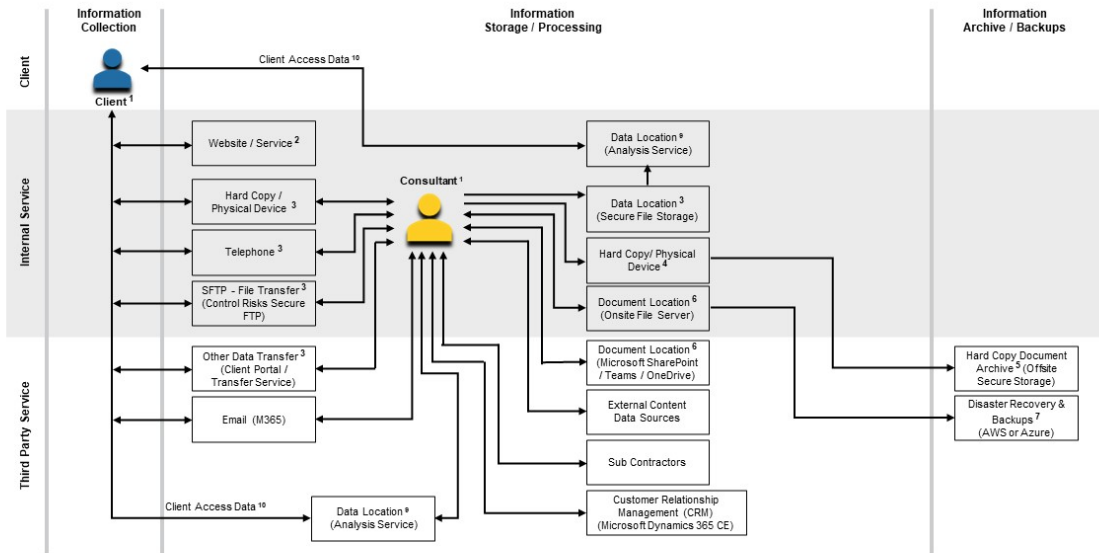 Information
Collection
Information
Storage / Processing
Information
Archive / Backups
Client
Client Access Data 10
Client 1
Internal Service
Website / Service 2
Data Location 9
(Analysis Service)
Consultant 1
Hard Copy /
Physical Device 3
Data Location 3
(Secure File Storage)
Telephone 3
Hard Copy/ Physical
Device 4
SFTP - File Transfer 3
(Control Risks Secure
FTP)
Document Location 6
(Onsite File Server)
Third Party Service
Other Data Transfer 3
(Client Portal /
Transfer Service)
Document Location 6
(Microsoft SharePoint
/ Teams / OneDrive)
Hard Copy Document
Archive 5 (Offsite
Secure Storage)
Email (M365)
External Content
Data Sources
Disaster Recovery &
Backups 7
(AWS or Azure)
Sub Contractors
Client Access Data 10
Data Location 9
(Analysis Service)
Customer Relationship
Management (CRM)
(Microsoft Dynamics 365 CE)